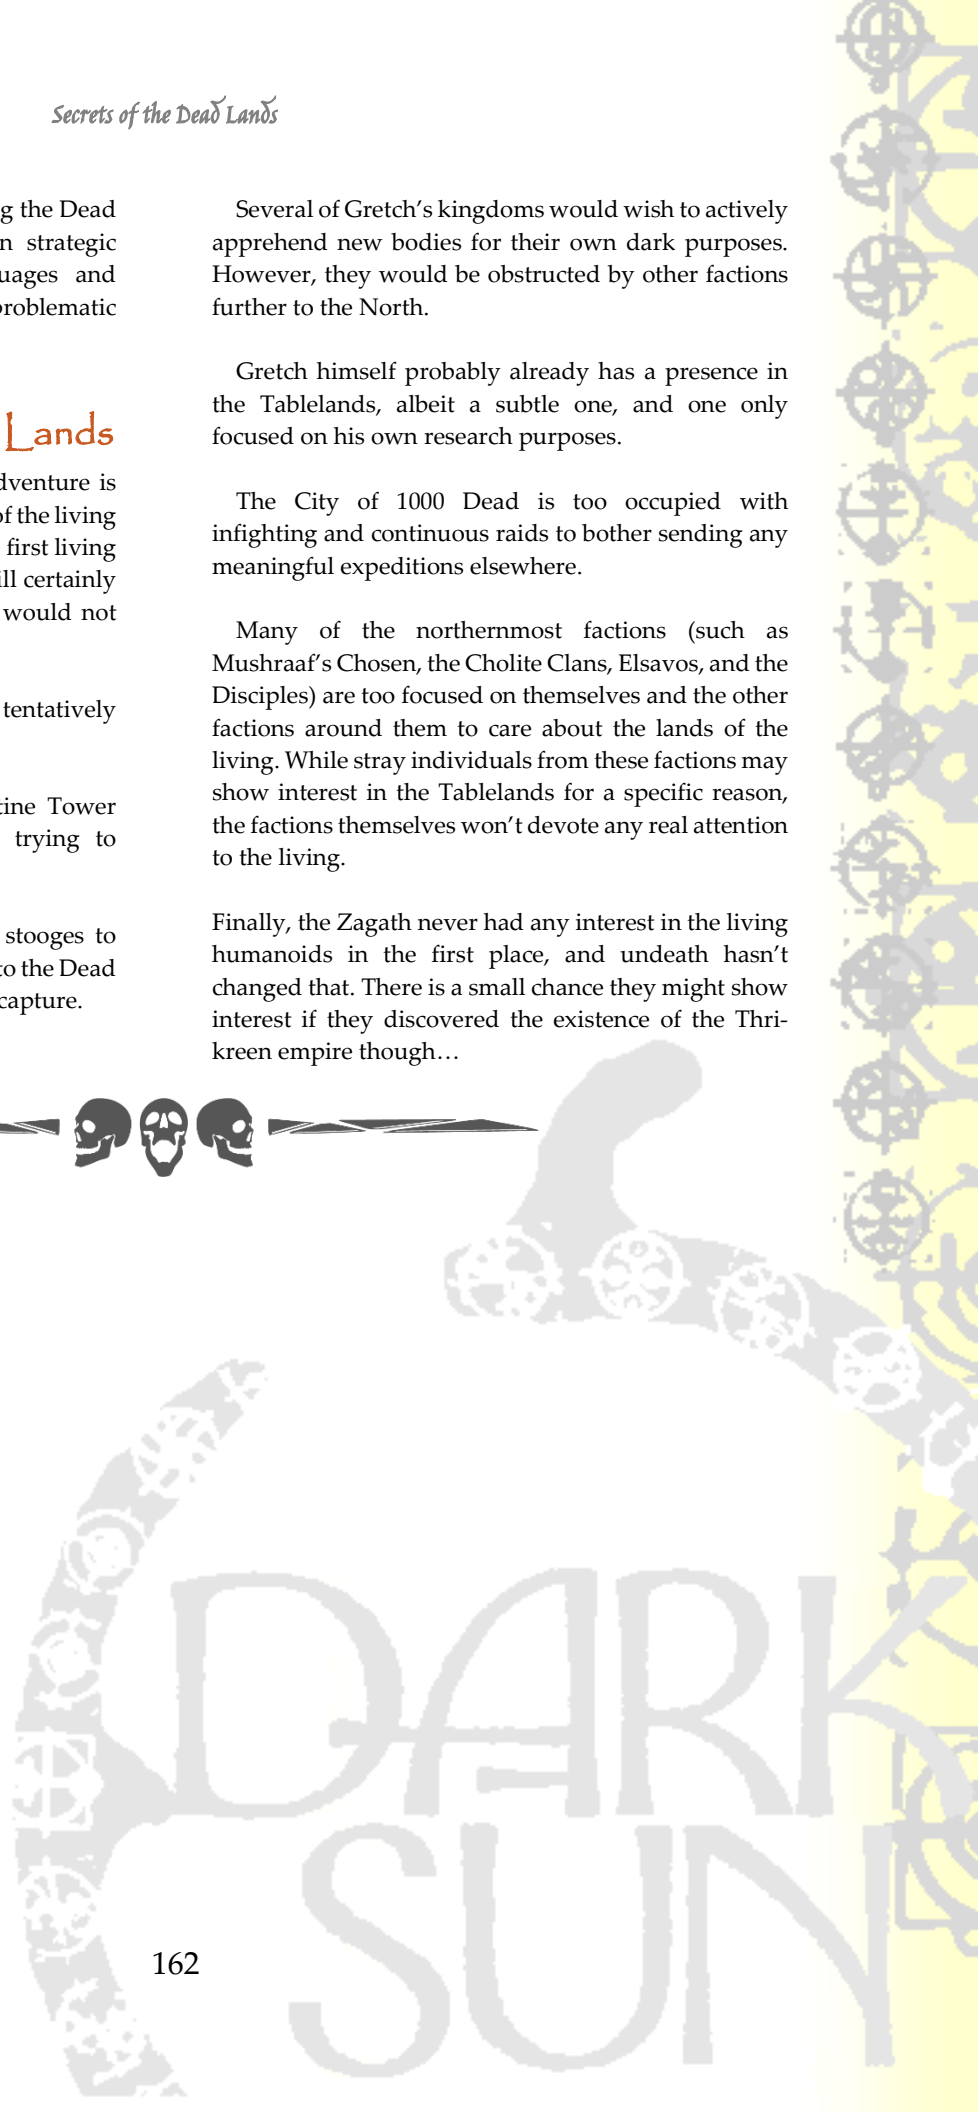 Secrets of the Dead Lands
g the Dead
n strategic
uages and
problematic
Lands
dventure is
of the living
first living
ill certainly
would not
tentatively
tine Tower
trying to
stooges to
to the Dead
capture.
Several of Gretch’s kingdoms would wish to actively
apprehend new bodies for their own dark purposes.
However, they would be obstructed by other factions
further to the North.
Gretch himself probably already has a presence in
the Tablelands, albeit a subtle one, and one only
focused on his own research purposes.
The City of 1000 Dead is too occupied with
infighting and continuous raids to bother sending any
meaningful expeditions elsewhere.
Many of the northernmost factions (such as
Mushraaf’s Chosen, the Cholite Clans, Elsavos, and the
Disciples) are too focused on themselves and the other
factions around them to care about the lands of the
living. While stray individuals from these factions may
show interest in the Tablelands for a specific reason,
the factions themselves won’t devote any real attention
to the living.
Finally, the Zagath never had any interest in the living
humanoids in the first place, and undeath hasn’t
changed that. There is a small chance they might show
interest if they discovered the existence of the Thri-
kreen empire though…
DARK
SUN
162